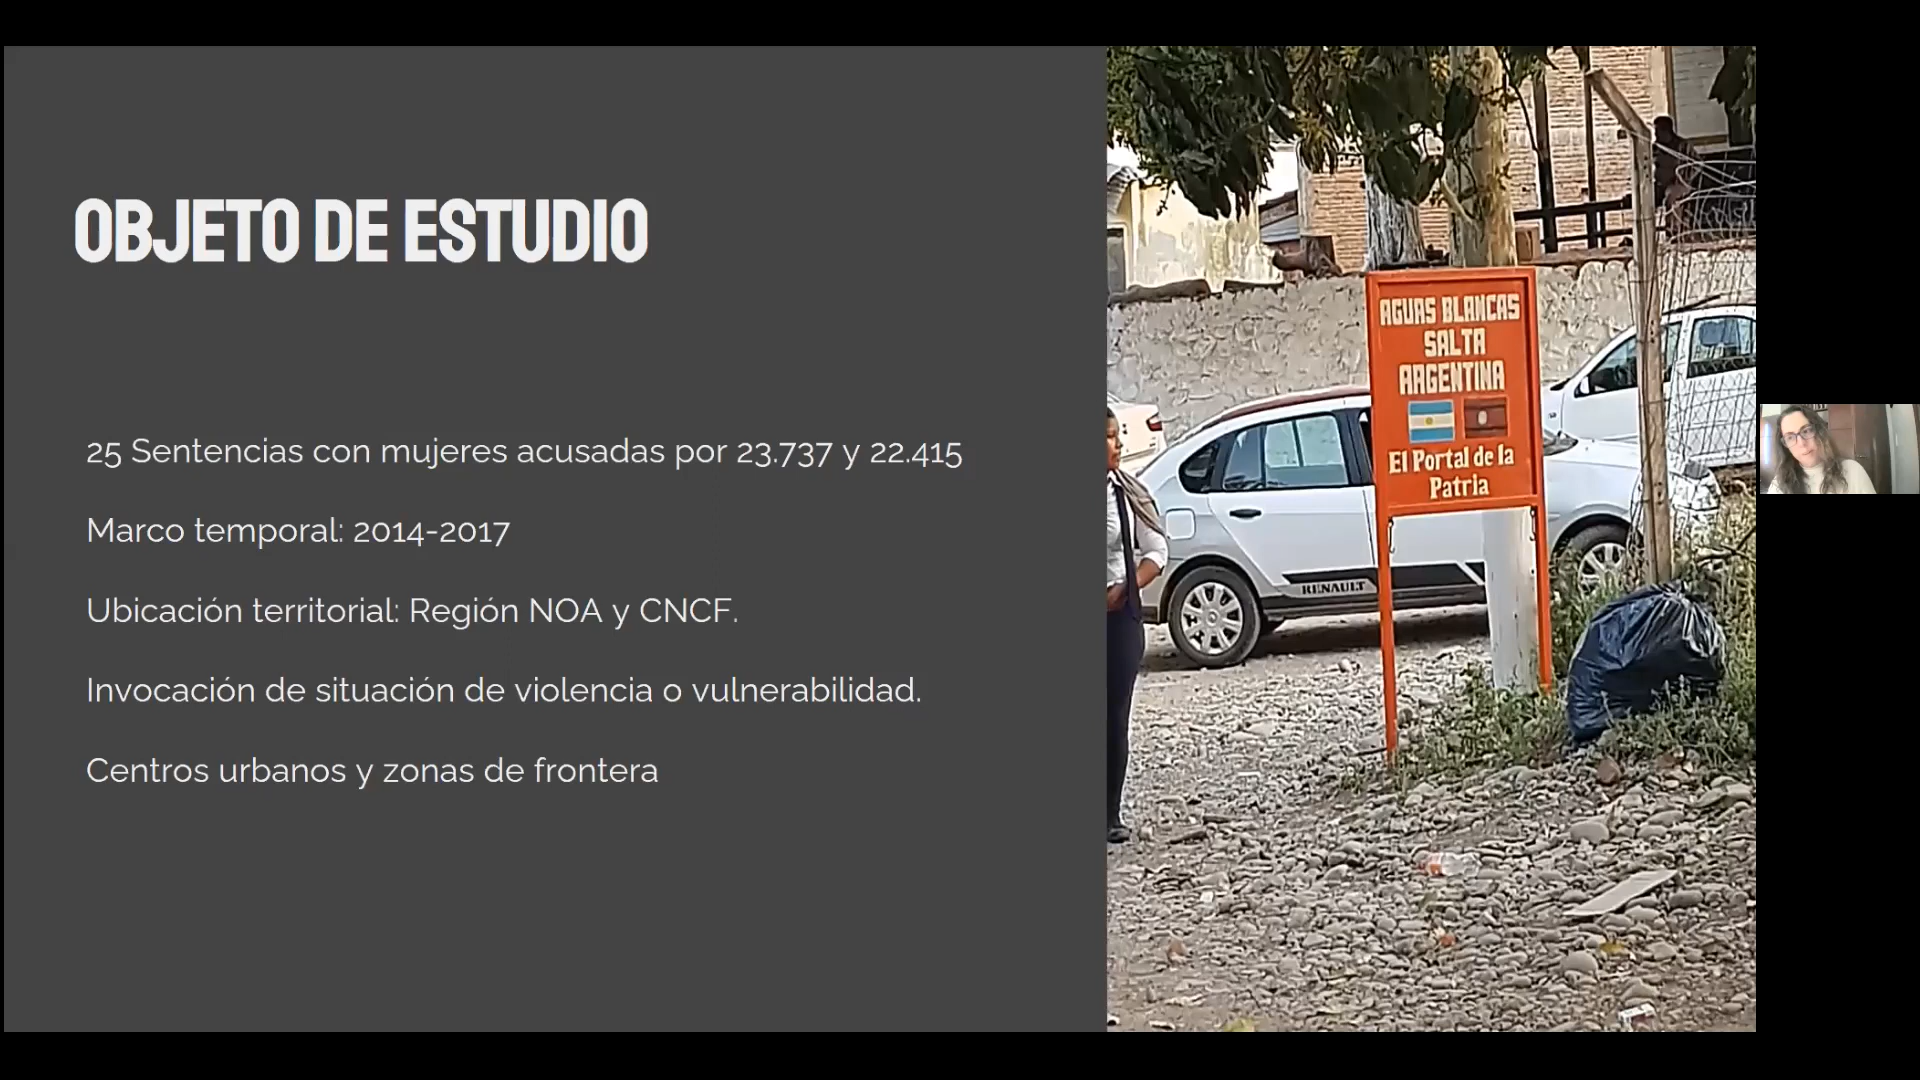 OBJETO DE ESTUDIO
25 Sentencias con mujeres acusadas por 23.737 y 22.415
Marco temporal: 2014-2017
Ubicación territorial: Región NOA y CNCF.
Invocación de situación de violencia o vulnerabilidad.
Centros urbanos y zonas de frontera
AGUAS BLANCAS
SALTA
ARGENTINA
El Portal de la
Patria
RENAULT